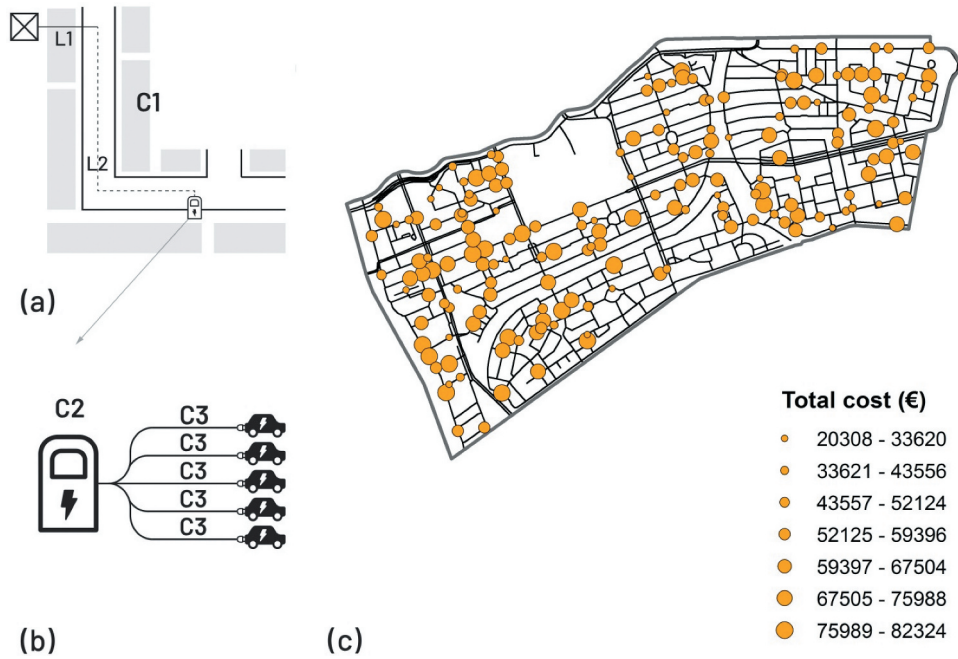 L1
C1
L2
(a)
C2
C3
C3
C3
C3
C3
(b)
(c)
Total cost (€)
20308 - 33620
33621 - 43556
43557 - 52124
52125 - 59396
59397 - 67504
67505 - 75988
75989 - 82324